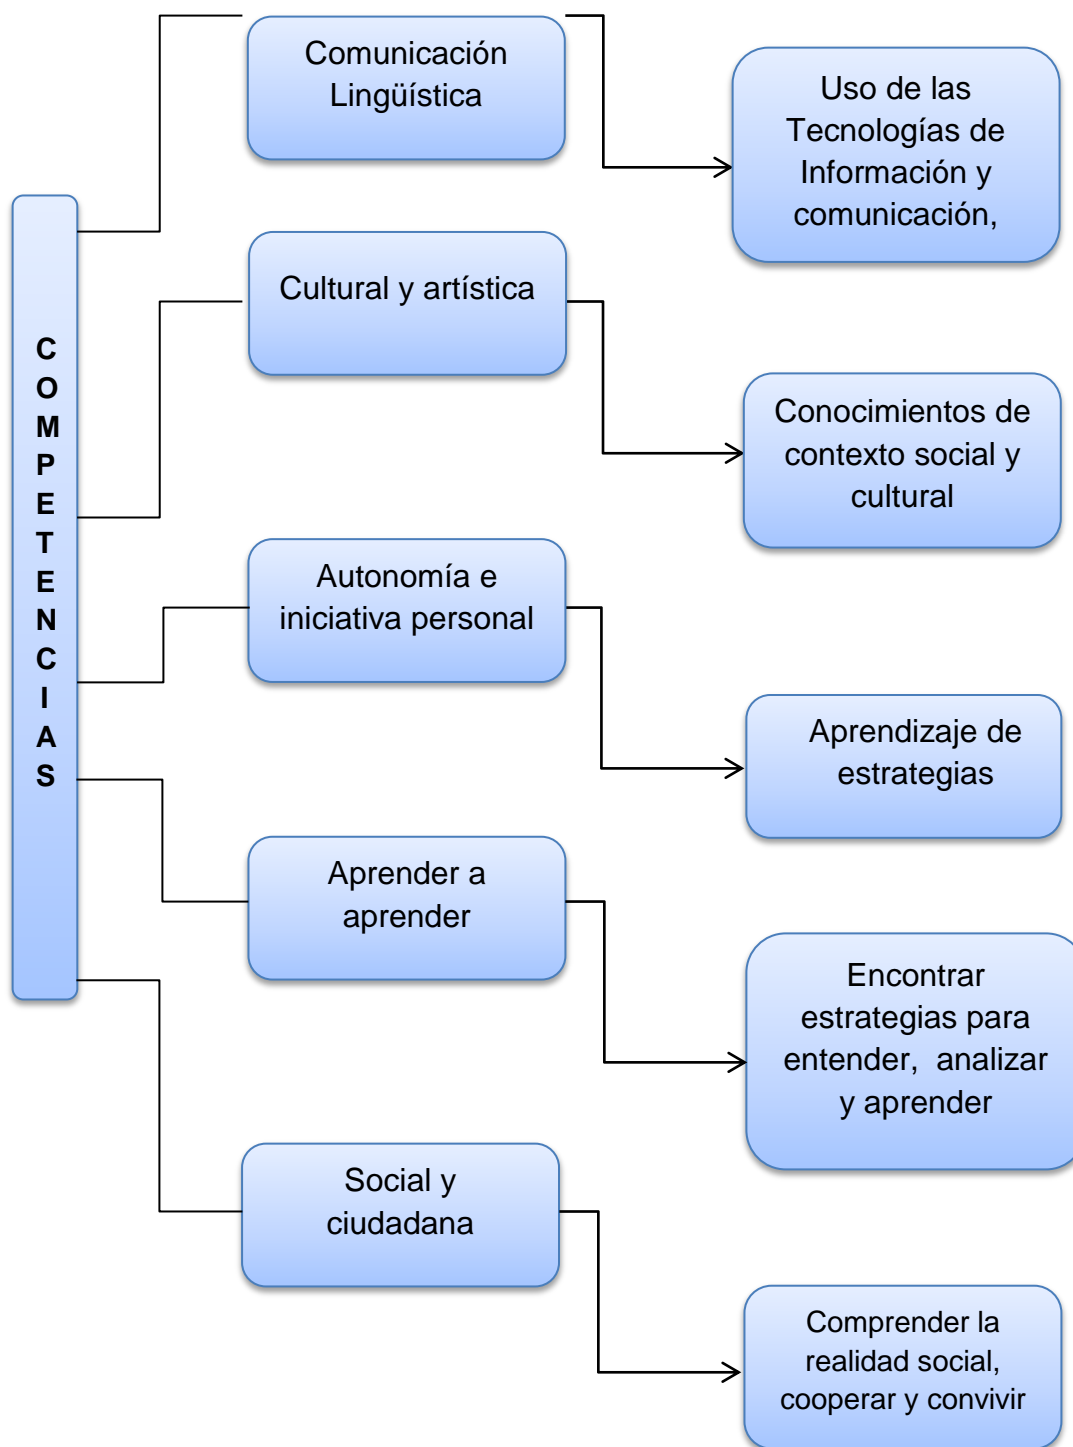 COMPETENCIAS
Comunicación
Lingüística
Uso de las
Tecnologías de
Información y
comunicación,
Cultural y artística
Conocimientos de
contexto social y
cultural
Autonomía e
iniciativa personal
Aprendizaje de
estrategias
Aprender a
aprender
Encontrar
estrategias para
entender,  analizar
y aprender
Social y
ciudadana
Comprender la
realidad social,
cooperar y convivir